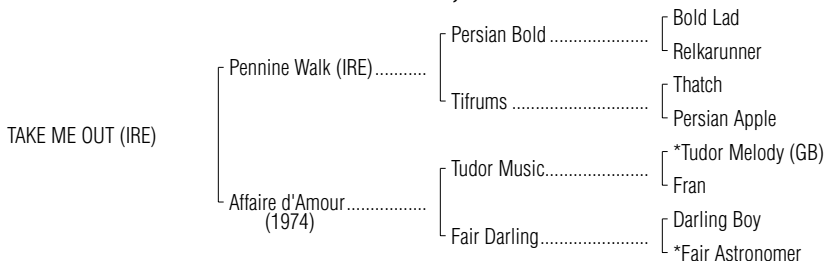 Bold Lad
Persian Bold ......................
Relkarunner
Pennine Walk (IRE)...........
Thatch
Tifrums ..............................
Persian Apple
TAKE ME OUT (IRE)
*Tudor Melody (GB)
Tudor Music.......................
Fran
Affaire d'Amour.................
(1974)
Darling Boy
Fair Darling........................
*Fair Astronomer